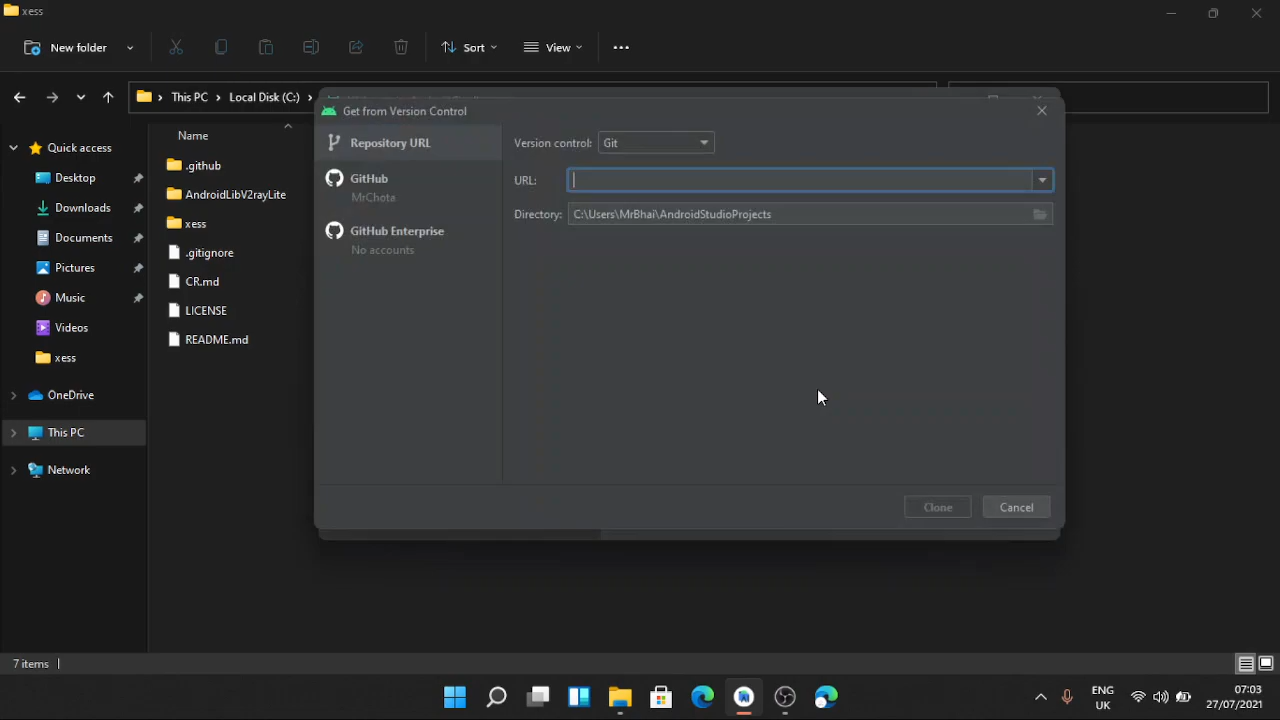 xess
New folder
Sort
View
This PC
Local Disk (C:)
Get from Version Control
Repository URL
GitHub
MrChota
GitHub Enterprise
No accounts
Version control: Git
URL:
Directory: C:\Users\MrBhai\AndroidStudioProjects
Clone
Cancel
Quick access
Desktop
Downloads
Documents
Pictures
Music
Videos
xess
OneDrive
This PC
Network
Name
.github
AndroidLibV2rayLite
xess
.gitignore
CR.md
LICENSE
README.md
7 items
ENG
UK
07:03
27/07/2021